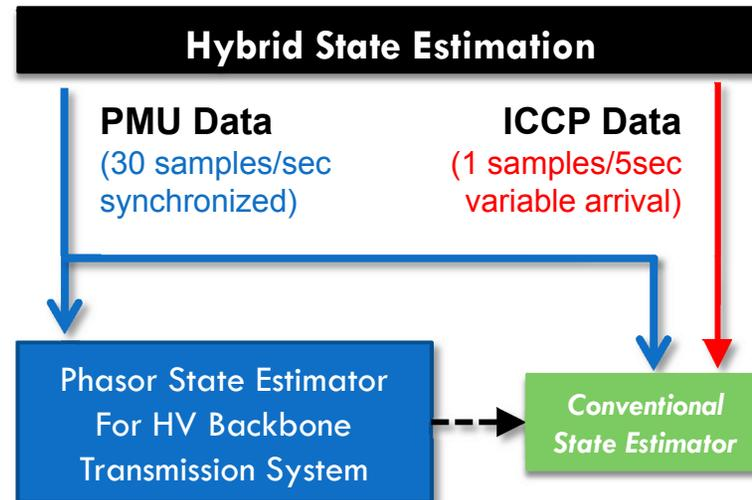 Hybrid State Estimation
PMU Data
(30 samples/sec
synchronized)
ICCP Data
(1 samples/5sec
variable arrival)
Phasor State Estimator
For HV Backbone
Transmission System
Conventional
State Estimator